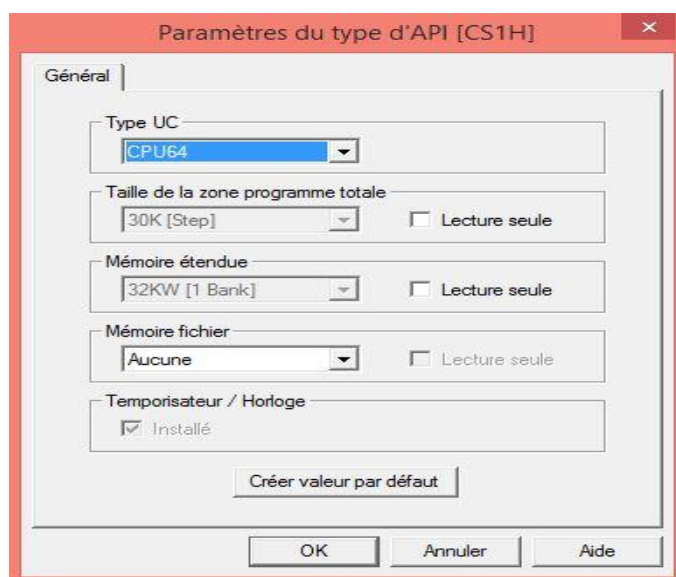 Paramètres du type d'API [CS1H]
Général
Type UC
CPU64
Taille de la zone programme totale
30K [Step] Lecture seule
Mémoire étendue
32KW [1 Bank] Lecture seule
Mémoire fichier
Aucune Lecture seule
Temporisateur / Horloge
Installé
Créer valeur par défaut
OK Annuler Aide